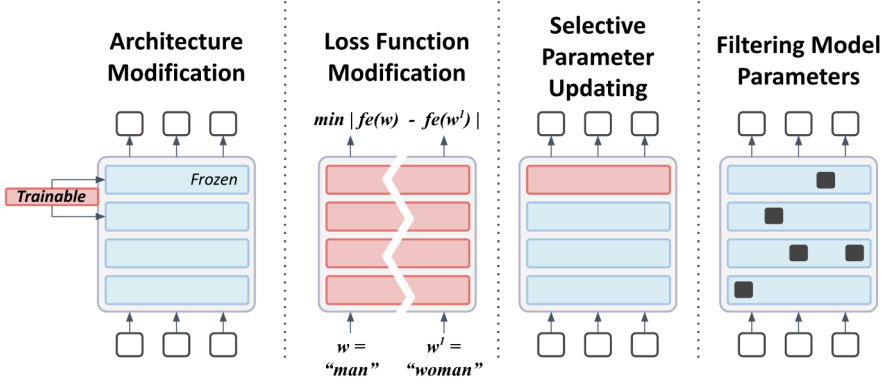 Architecture
Modification
Trainable
Frozen
Loss Function
Modification
min | fe(w) - fe(w¹) |
w =
“man”
w¹ =
“woman”
Selective
Parameter
Updating
Filtering Model
Parameters